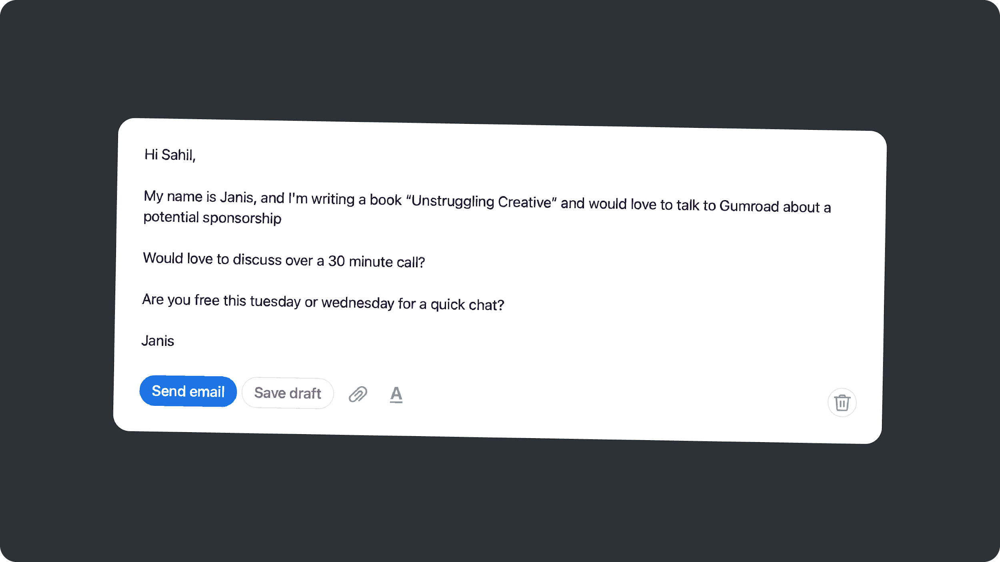 Hi Sahil,
My name is Janis, and I'm writing a book “Unstruggling Creative” and would love to talk to Gumroad about a
potential sponsorship
Would love to discuss over a 30 minute call?
Are you free this tuesday or wednesday for a quick chat?
Janis
Send email Save draft A